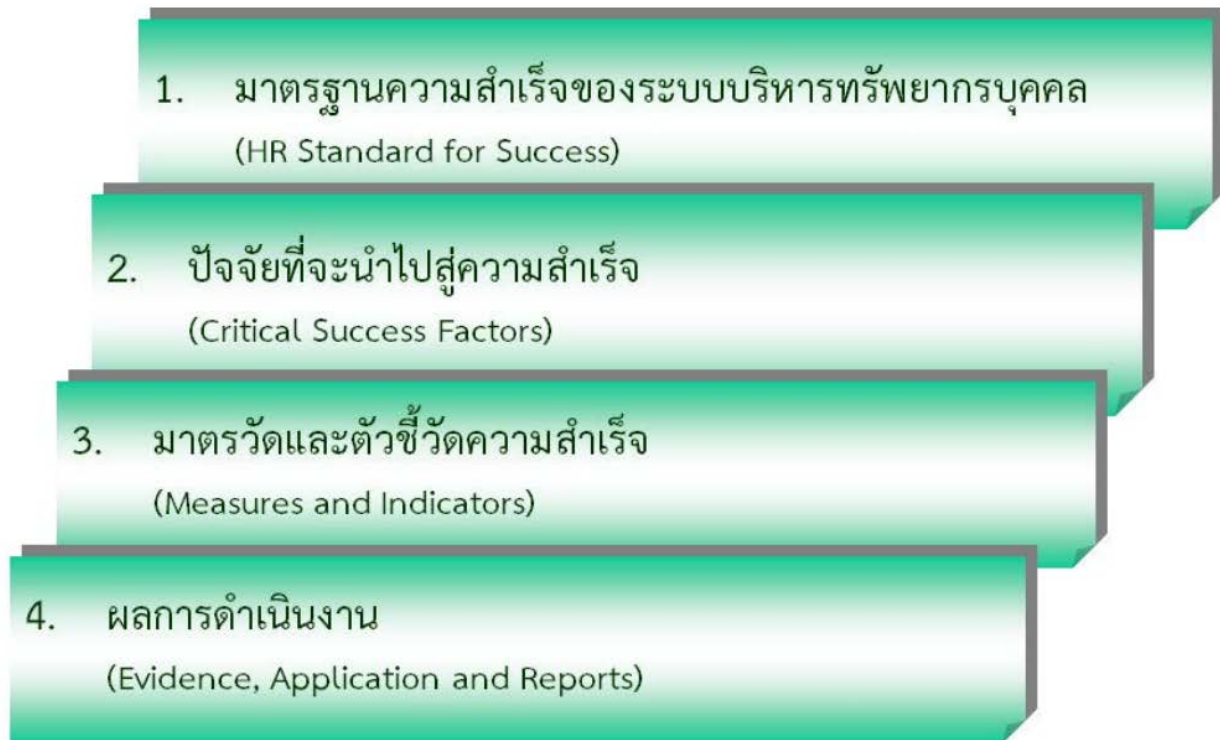 1. มาตรฐานความสำเร็จของระบบบริหารทรัพยากรบุคคล
(HR Standard for Success)
2. ปัจจัยที่จะนำไปสู่ความสำเร็จ
(Critical Success Factors)
3. มาตรวัดและตัวชี้วัดความสำเร็จ
(Measures and Indicators)
4. ผลการดำเนินงาน
(Evidence, Application and Reports)